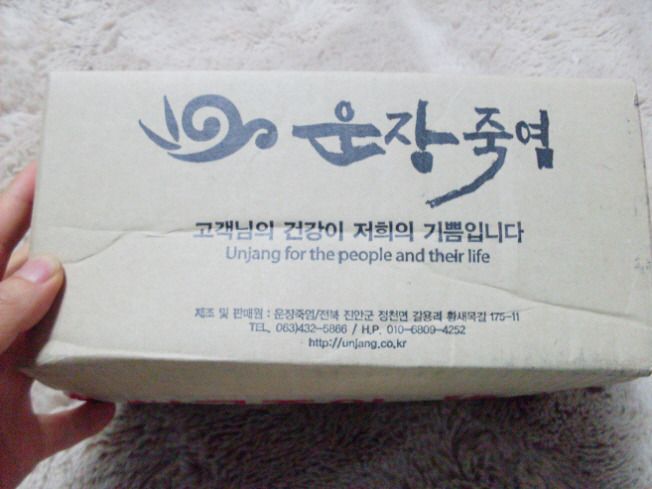 운장죽염
고객님의 건강이 저희의 기쁨입니다
Unjang for the people and their life
제조 및 판매원 : 운장죽염/전북 진안군 정천면 갈용리 황새목길 175-11
TEL. 063)432-5866 / H.P. 010-6809-4252
http://unjang.co.kr